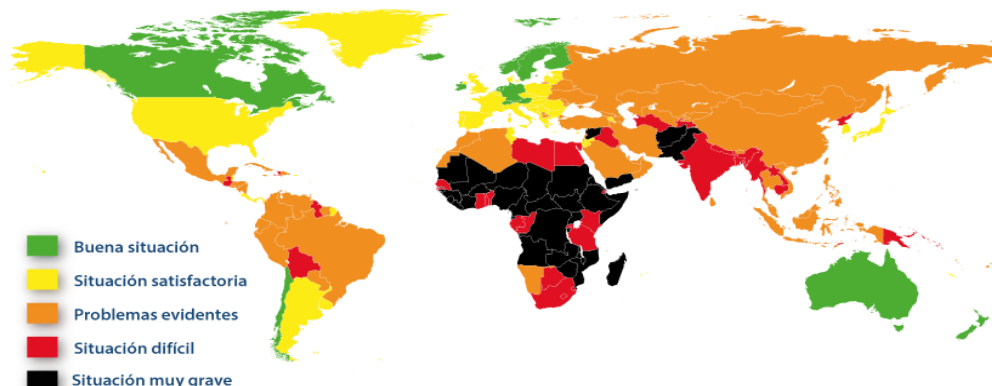 Buena situación
Situación satisfactoria
Problemas evidentes
Situación difícil
Situación muy grave